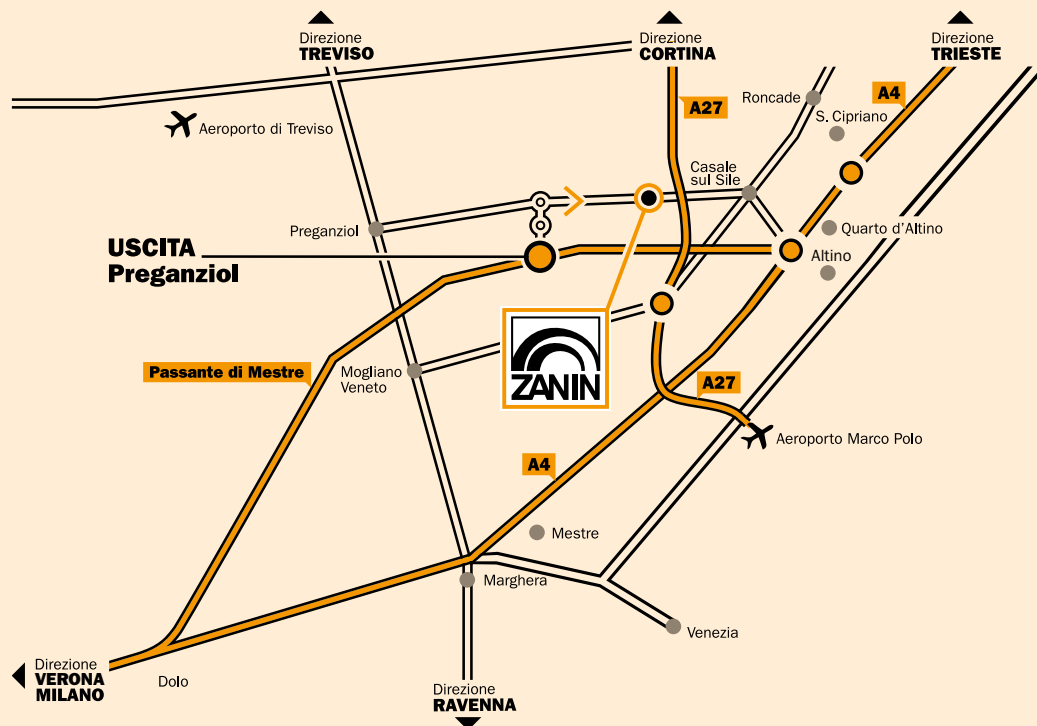 Direzione
TREVISO
Direzione
CORTINA
Direzione
TRIESTE
A27
A4
Roncade
S. Cipriano
Aeroporto di Treviso
Casale
sul Sile
Preganziol
Quarto d'Altino
USCITA
Preganziol
Altino
Passante di Mestre
Mogliano
Veneto
ZANIN
A27
Aeroporto Marco Polo
A4
Mestre
Marghera
Venezia
Direzione
VERONA
MILANO
Dolo
Direzione
RAVENNA